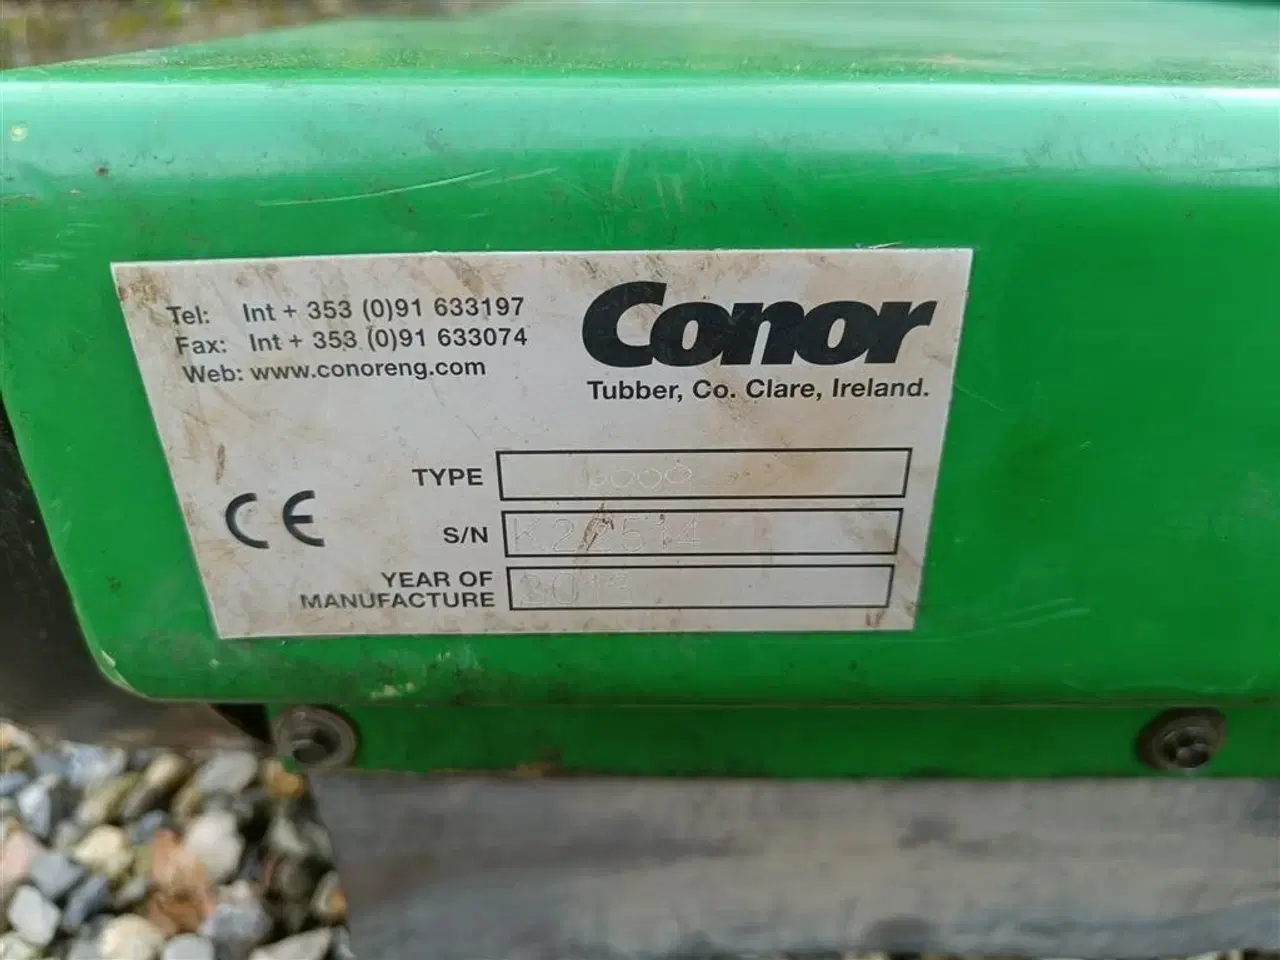 Tel: Int + 353 (0)91 633197
Fax: Int + 353 (0)91 633074
Web: www.conoreng.com
Conor
Tubber, Co. Clare, Ireland.
CE
TYPE
S/N K22514
YEAR OF
MANUFACTURE